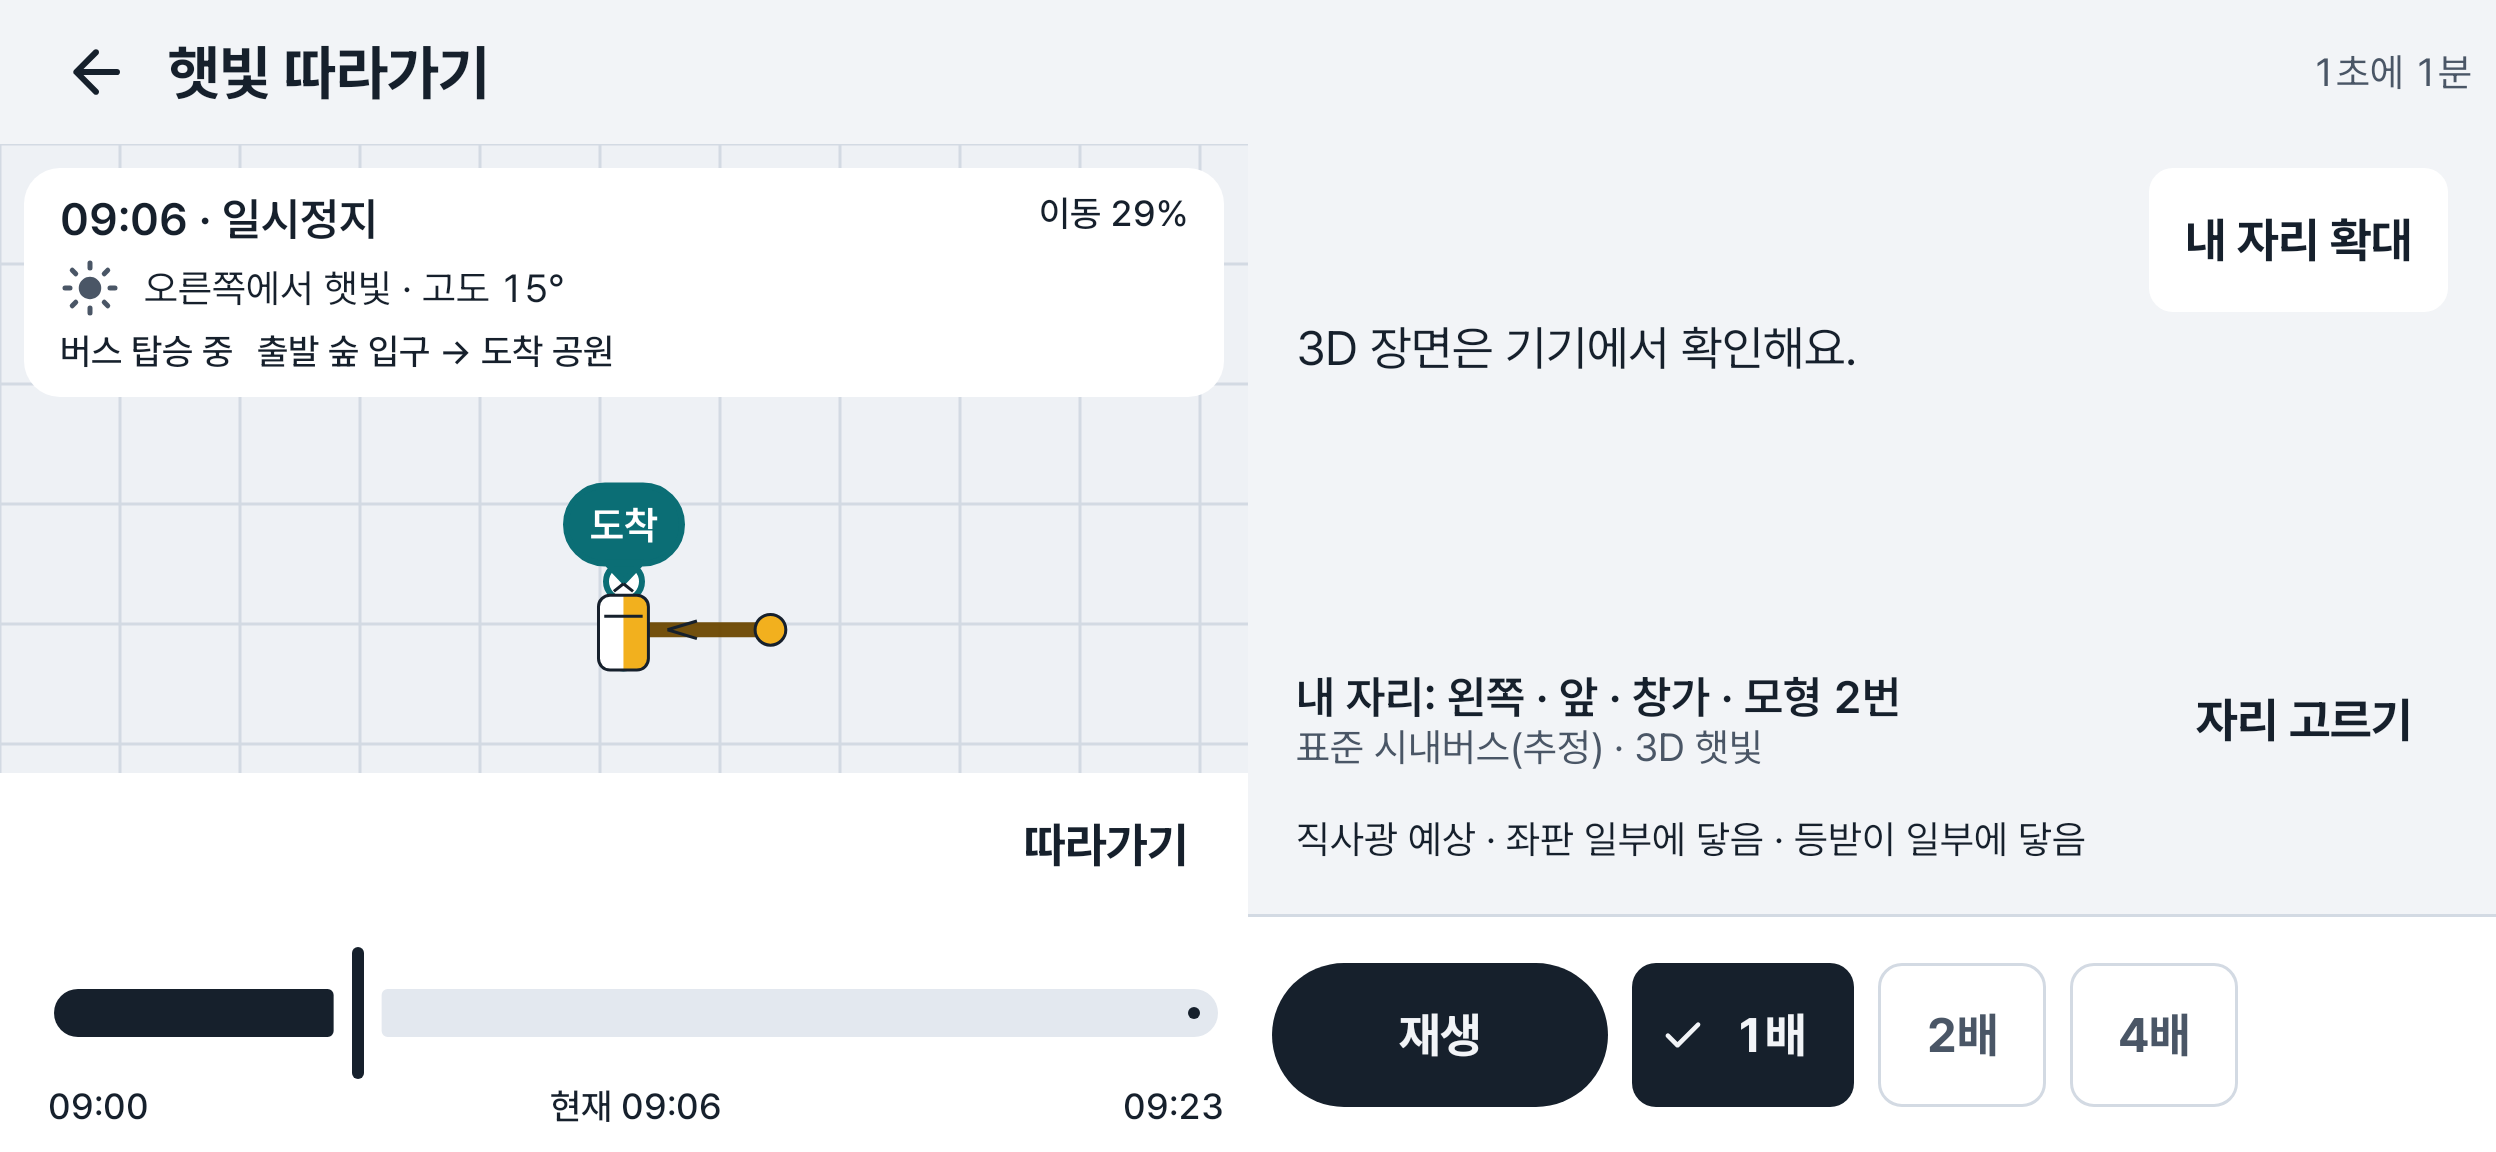 햇빛 따라가기
1초에 1분
09:06 · 일시정지
이동 29%
오른쪽에서 햇빛 · 고도 15°
버스 탑승중 출발 숲 입구 → 도착 공원
도착
따라가기
09:00
현재 09:06
09:23
내 자리 확대
3D 장면은 기기에서 확인해요.
내 자리: 왼쪽 · 앞 · 창가 · 모형 2번
표준 시내버스(추정) · 3D 햇빛
자리 고르기
직사광 예상 · 좌판 일부에 닿음 · 등받이 일부에 닿음
재생
1배
2배
4배